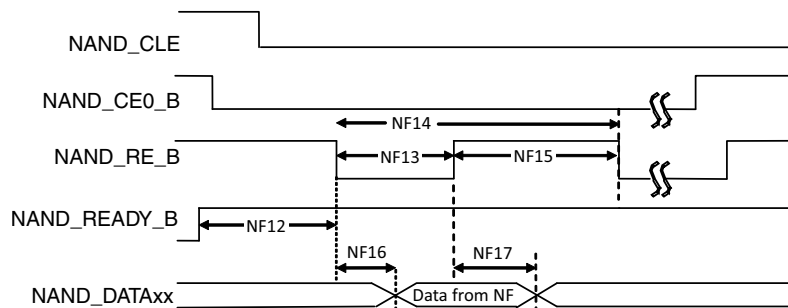 NAND_CLE
NAND_CE0_B
NF14
NAND_RE_B
NF13
NF15
NAND_READY_B
NF12
NF16
NF17
NAND_DATAxx
Data from NF